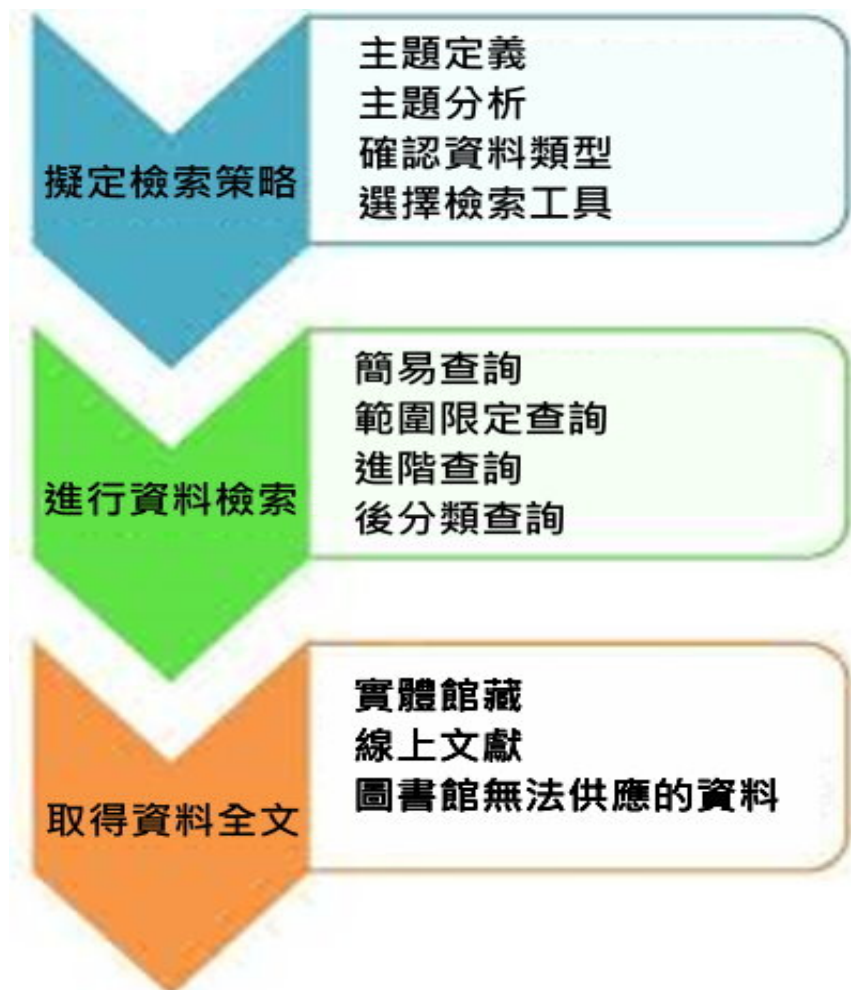 擬定檢索策略
主題定義
主題分析
確認資料類型
選擇檢索工具
進行資料檢索
簡易查詢
範圍限定查詢
進階查詢
後分類查詢
取得資料全文
實體館藏
線上文獻
圖書館無法供應的資料